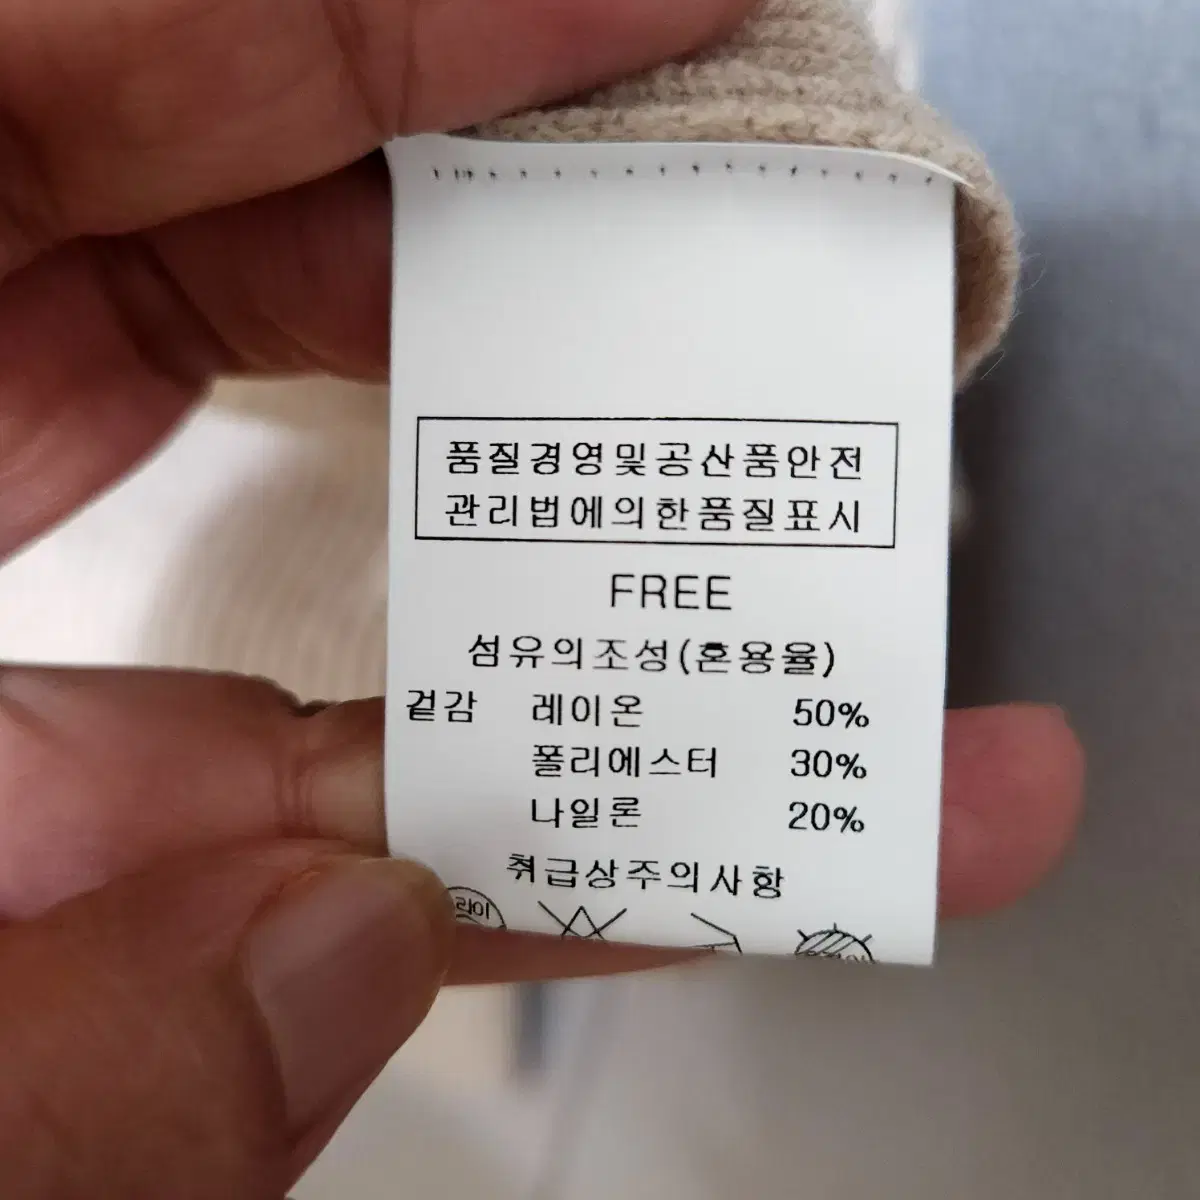 품질경영및공산품안전
관리법에의한품질표시
FREE
섬유의조성(혼용율)
겉감 레이온 50%
폴리에스터 30%
나일론 20%
취급상주의사항